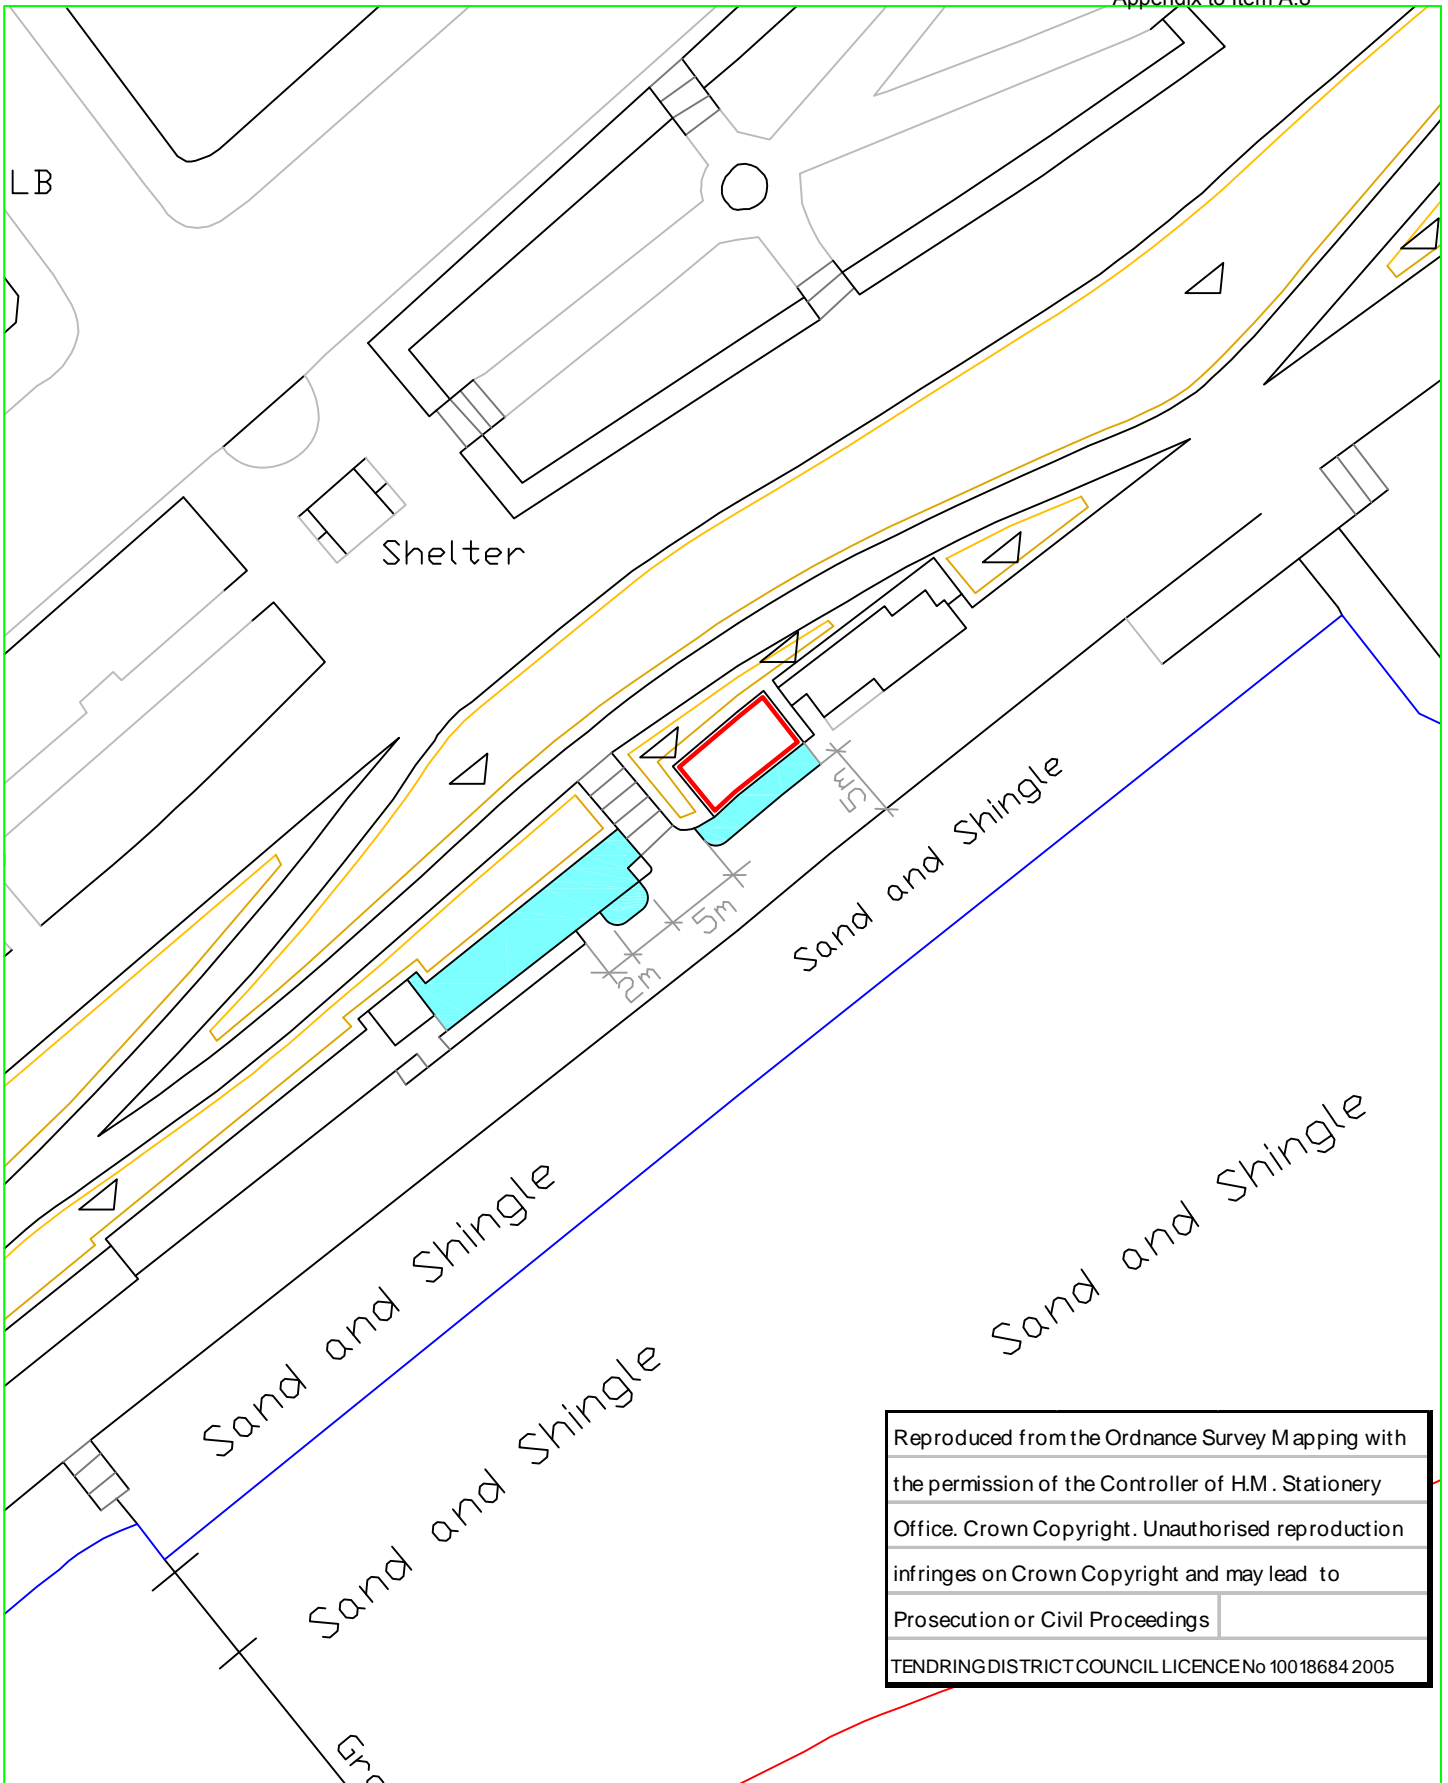 LB
Shelter
5m
5m
2m
Sand and Shingle
Sand and Shingle
Sand and Shingle
Sand and Shingle
Reproduced from the Ordnance Survey Mapping with
the permission of the Controller of H.M. Stationery
Office. Crown Copyright. Unauthorised reproduction
infringes on Crown Copyright and may lead to
Prosecution or Civil Proceedings
TENDRING DISTRICT COUNCIL LICENCE No 10018684 2005